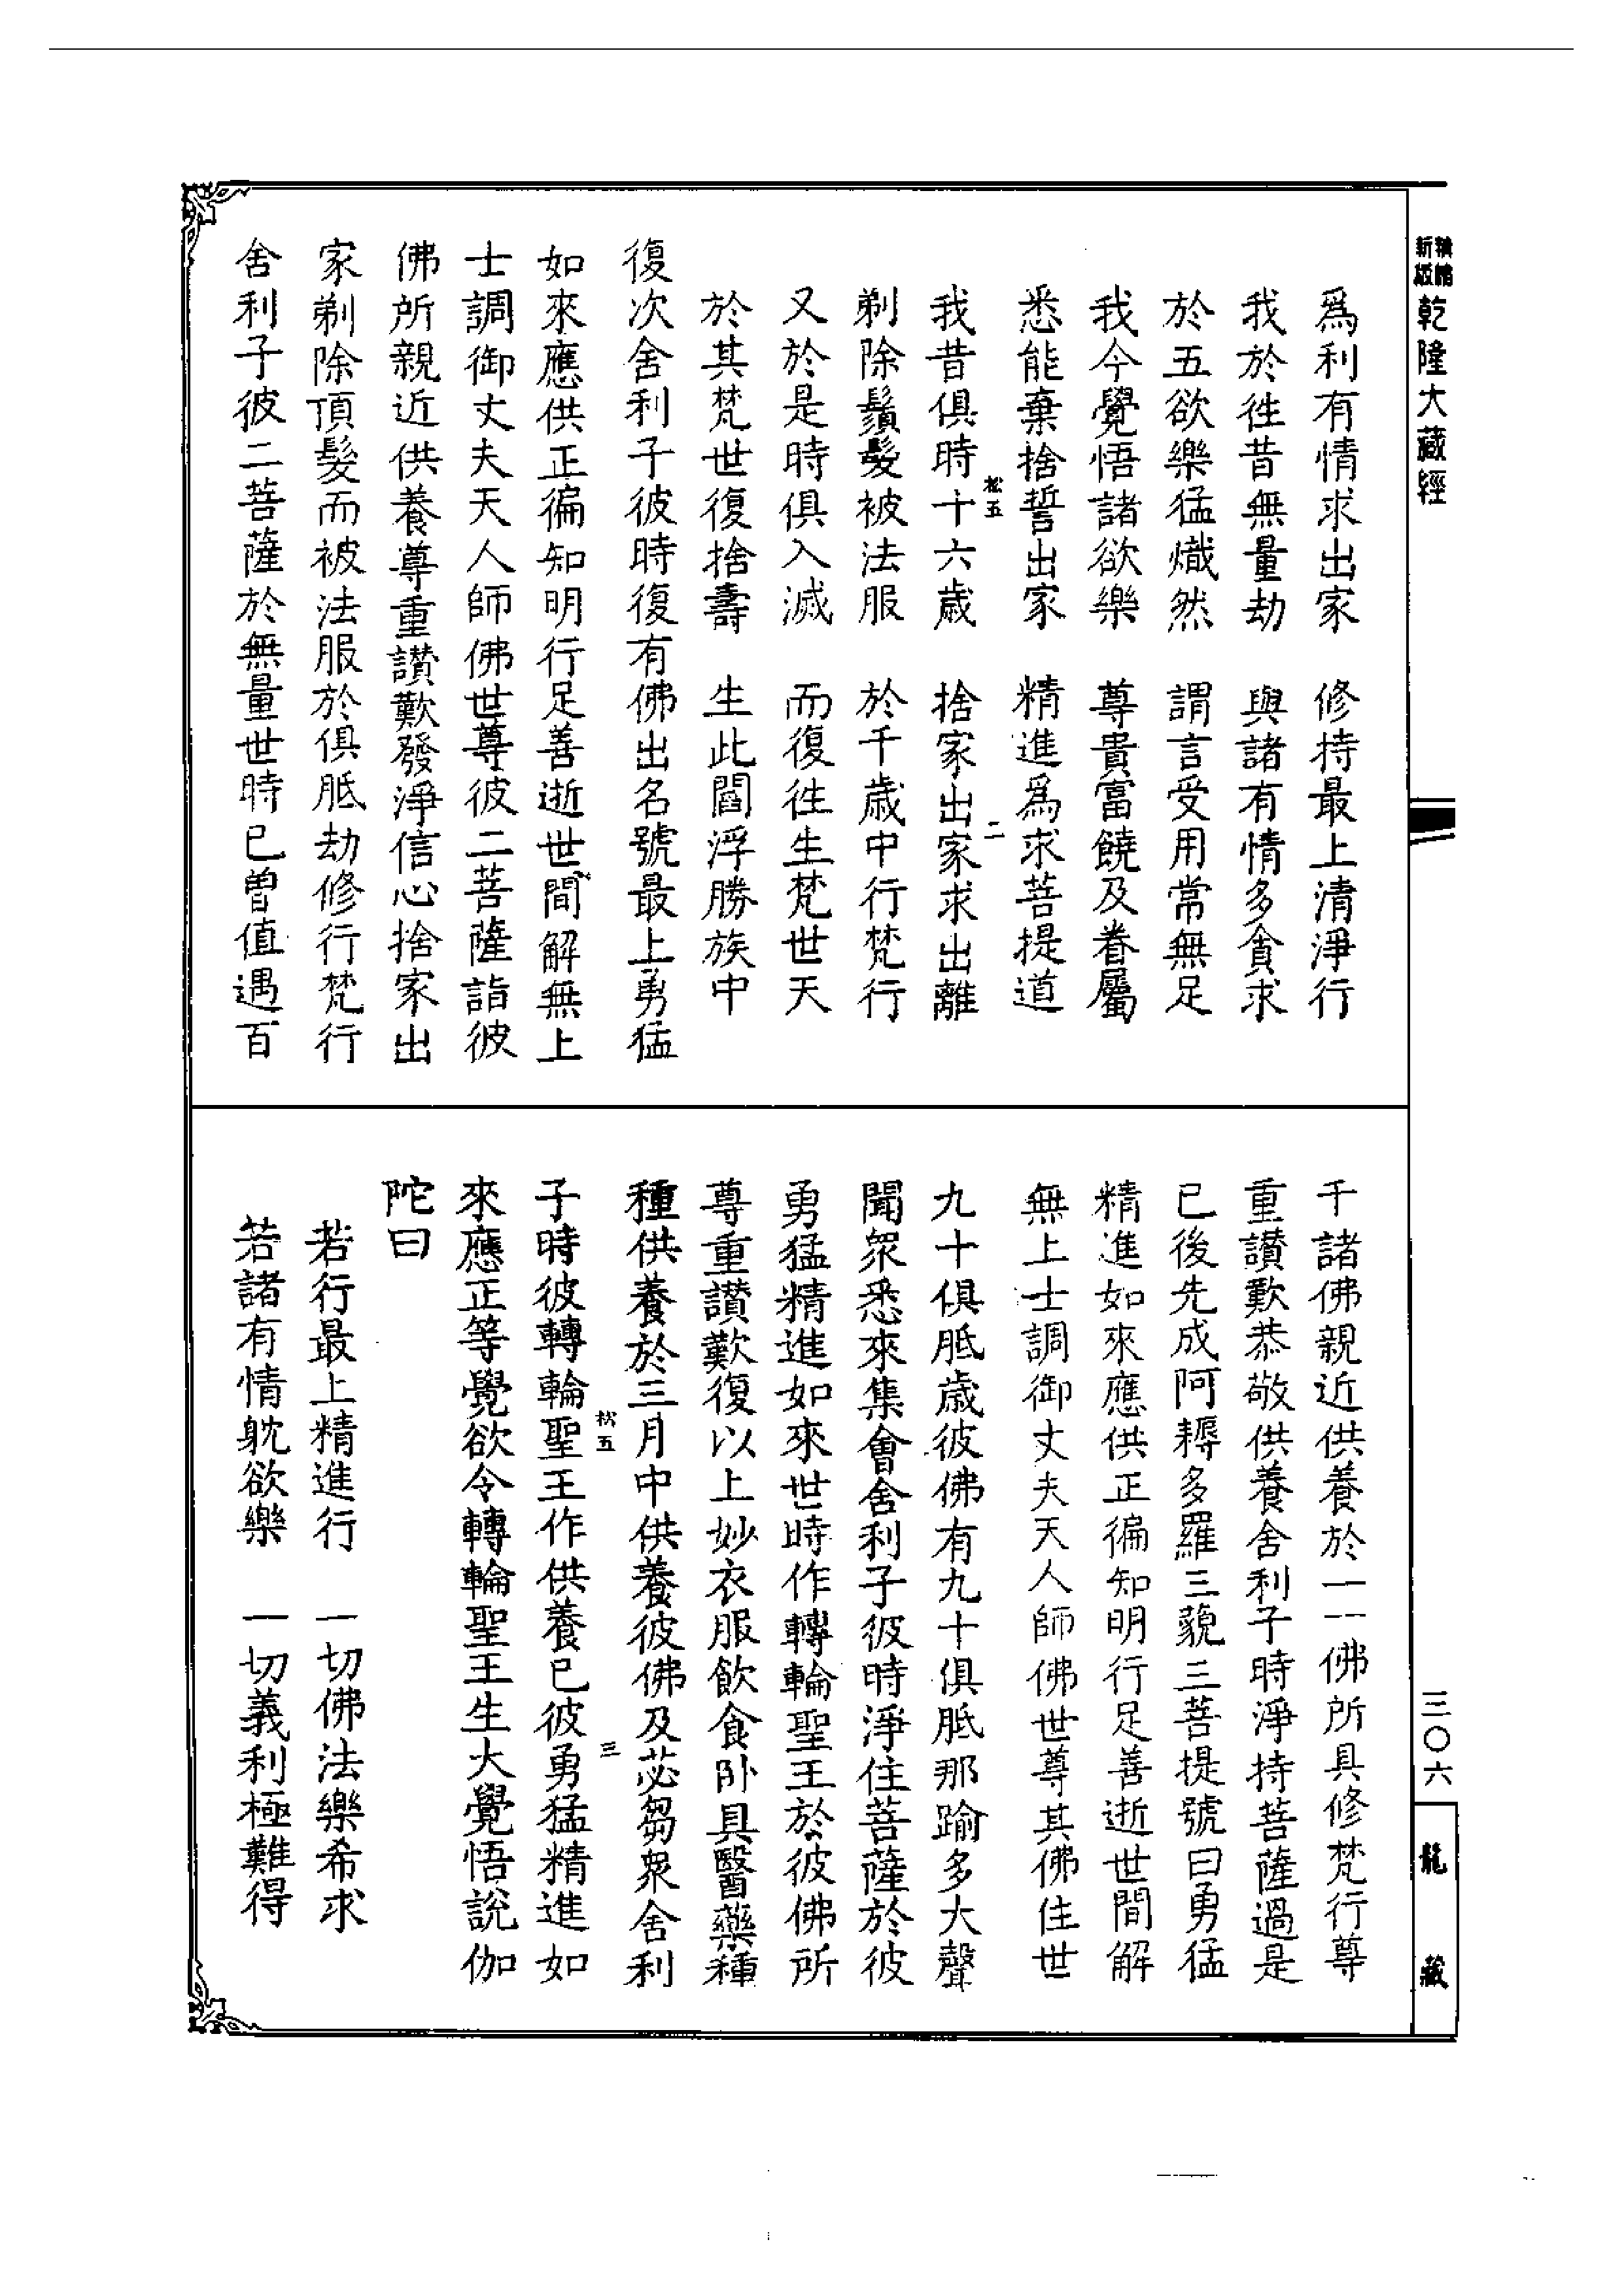 新版精縮乾隆大藏經
三〇六
龍藏
爲利有情求出家　修持最上清淨行
我於徃昔無量劫　與諸有情多貪求
於五欲樂猛熾然　謂言受用常無足
我今覺悟諸欲樂　尊貴富饒及眷屬
悉能棄捨誓出家　精進爲求菩提道
松五　二
我昔俱時十六歲　捨家出家求出離
剃除鬚髮被法服　於千歲中行梵行
又於是時俱入滅　而復徃生梵世天
於其梵世復捨壽　生此閻浮勝族中
復次舍利子彼時復有佛出名號最上勇猛
如來應供正徧知明行足善逝世間解無上
士調御丈夫天人師佛世尊彼二菩薩詣彼
佛所親近供養尊重讃歎發淨信心捨家出
家剃除頂髮而被法服於俱胝劫修行梵行
舍利子彼二菩薩於無量世時已曾值遇百
千諸佛親近供養於一一佛所具修梵行尊
重讃歎恭敬供養舍利子時淨持菩薩過是
已後先成阿耨多羅三藐三菩提號曰勇猛
精進如來應供正徧知明行足善逝世間解
無上士調御丈夫天人師佛世尊其佛住世
九十俱胝歲彼佛有九十俱胝那踰多大聲
聞衆悉來集會舍利子彼時淨住菩薩於彼
勇猛精進如來世時作轉輪聖王於彼佛所
尊重讃歎復以上妙衣服飲食卧具醫藥種
種供養於三月中供養彼佛及苾芻衆舍利
松五　三
子時彼轉輪聖王作供養已彼勇猛精進如
來應正等覺欲令轉輪聖王生大覺悟說伽
陀曰
若行最上精進行　一切佛法樂希求
若諸有情躭欲樂　一切義利極難得